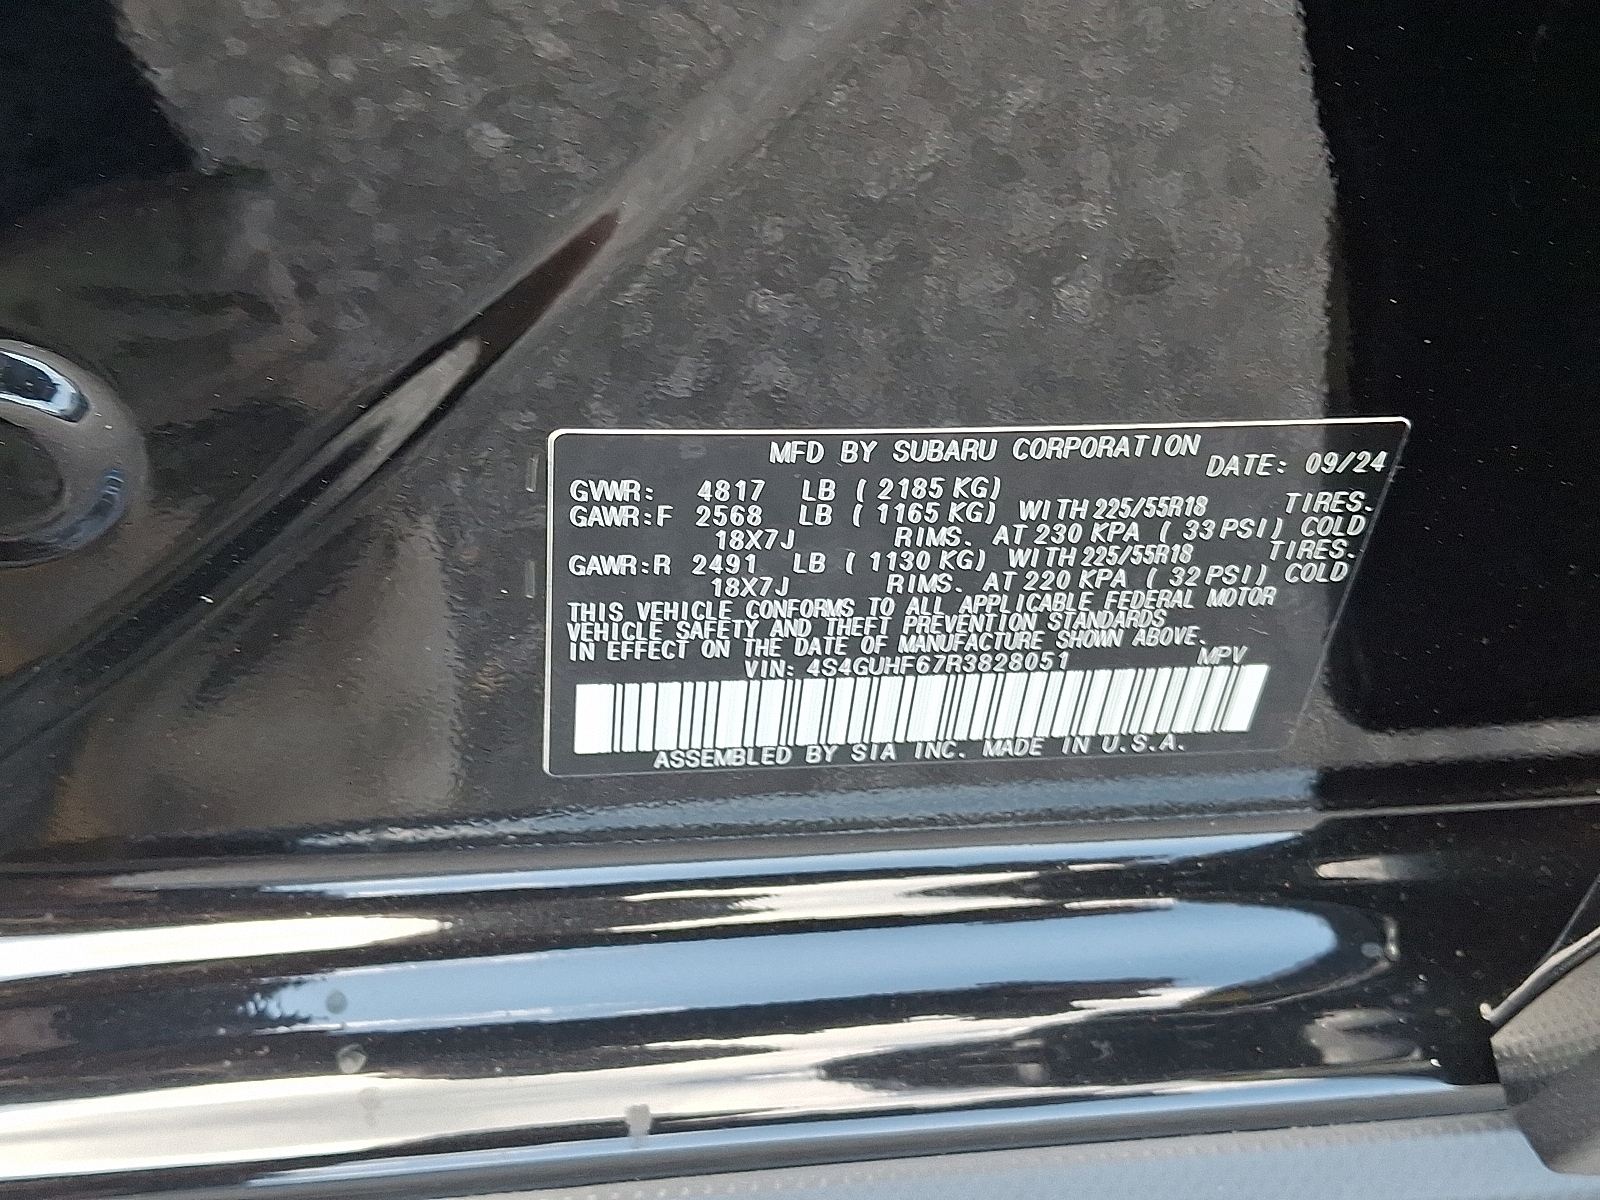 MFD BY SUBARU CORPORATION DATE: 09/24
GVWR: 4817 LB ( 2185 KG)
GAWR:F 2568 LB ( 1165 KG) WITH 225/55R18 TIRES.
18X7J RIMS. AT 230 KPA ( 33 PSI) COLD
GAWR:R 2491 LB ( 1130 KG) WITH 225/55R18 TIRES.
18X7J RIMS. AT 220 KPA ( 32 PSI) COLD
THIS VEHICLE CONFORMS TO ALL APPLICABLE FEDERAL MOTOR
VEHICLE SAFETY AND THEFT PREVENTION STANDARDS
IN EFFECT ON THE DATE OF MANUFACTURE SHOWN ABOVE.
VIN: 4S4GUHF67R3828051 MPV
ASSEMBLED BY SIA INC. MADE IN U.S.A.